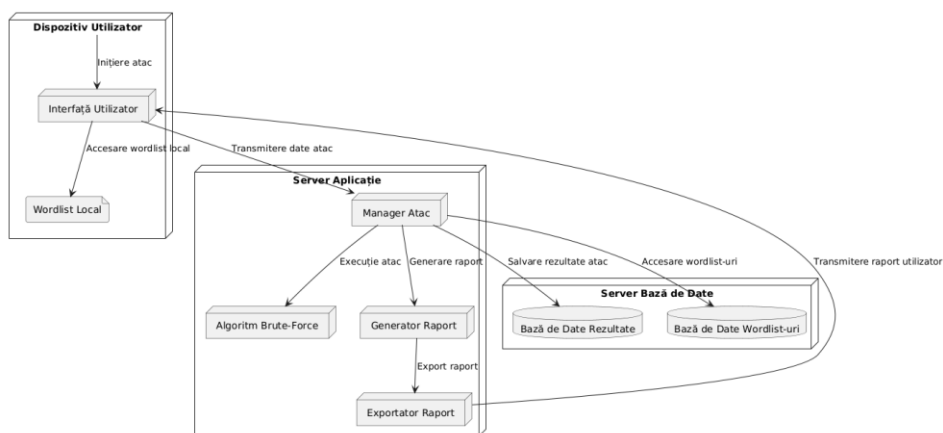 Dispozitiv Utilizator
Inițiere atac
Interfață Utilizator
Accesare wordlist local
Transmitere date atac
Wordlist Local
Server Aplicație
Manager Atac
Execuție atac
Generare raport
Salvare rezultate atac
Accesare wordlist-uri
Transmitere raport utilizator
Server Bază de Date
Algoritm Brute-Force
Generator Raport
Bază de Date Rezultate
Bază de Date Wordlist-uri
Export raport
Exportator Raport